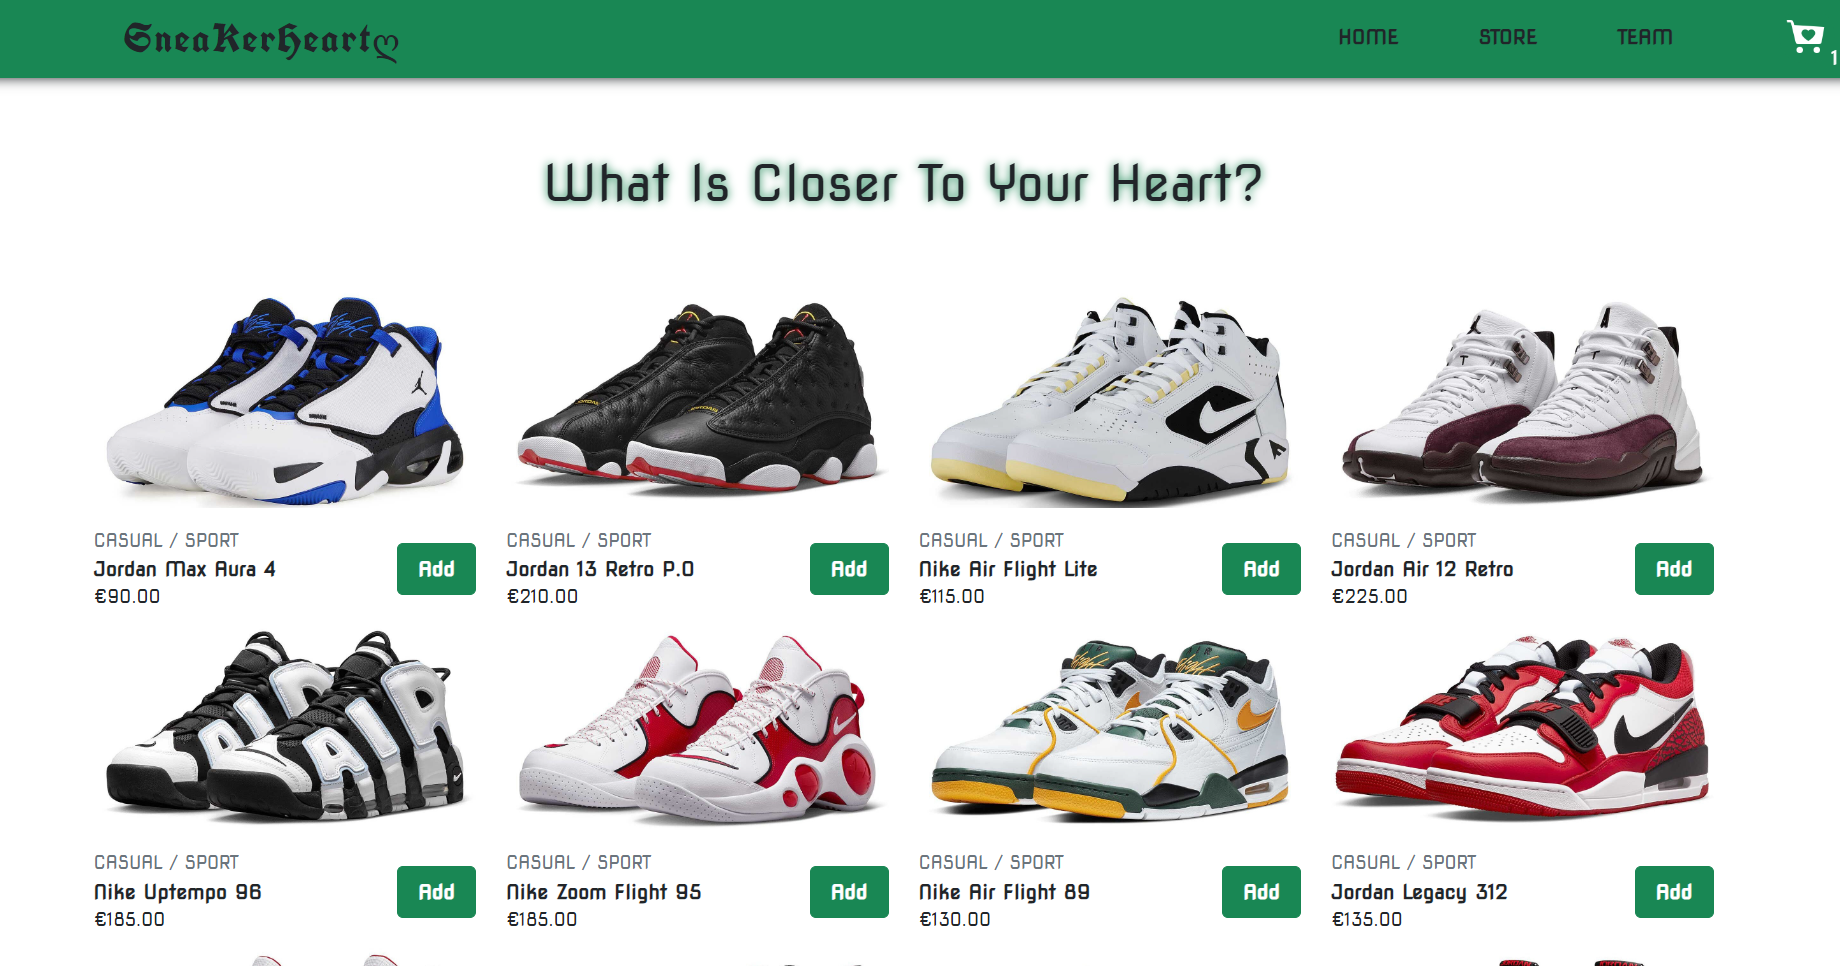 SneaKerHeartღ
HOME
STORE
TEAM
1
What Is Closer To Your Heart?
CASUAL / SPORT
Jordan Max Aura 4
€90.00
Add
CASUAL / SPORT
Jordan 13 Retro P.O
€210.00
Add
CASUAL / SPORT
Nike Air Flight Lite
€115.00
Add
CASUAL / SPORT
Jordan Air 12 Retro
€225.00
Add
CASUAL / SPORT
Nike Uptempo 96
€185.00
Add
CASUAL / SPORT
Nike Zoom Flight 95
€185.00
Add
CASUAL / SPORT
Nike Air Flight 89
€130.00
Add
CASUAL / SPORT
Jordan Legacy 312
€135.00
Add